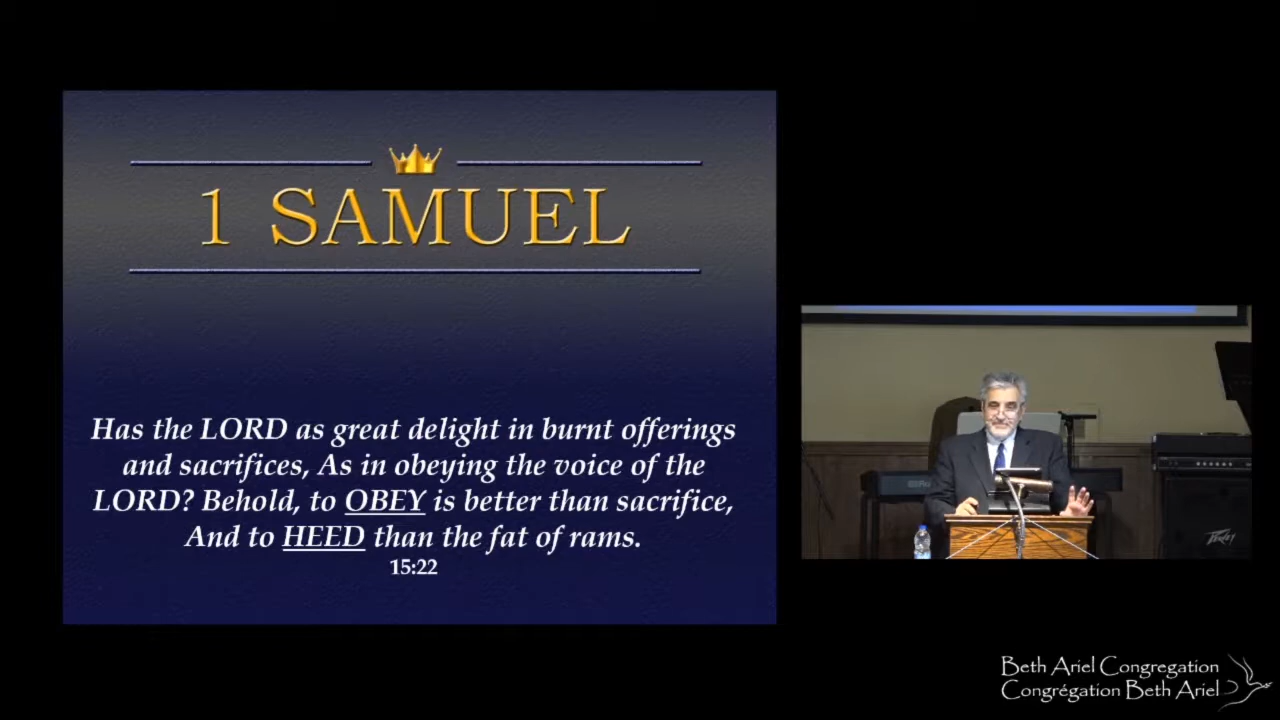 1 SAMUEL
Has the LORD as great delight in burnt offerings
and sacrifices, As in obeying the voice of the
LORD? Behold, to OBEY is better than sacrifice,
And to HEED than the fat of rams.
15:22
PEAVEY
Beth Ariel Congregation
Congrégation Beth Ariel